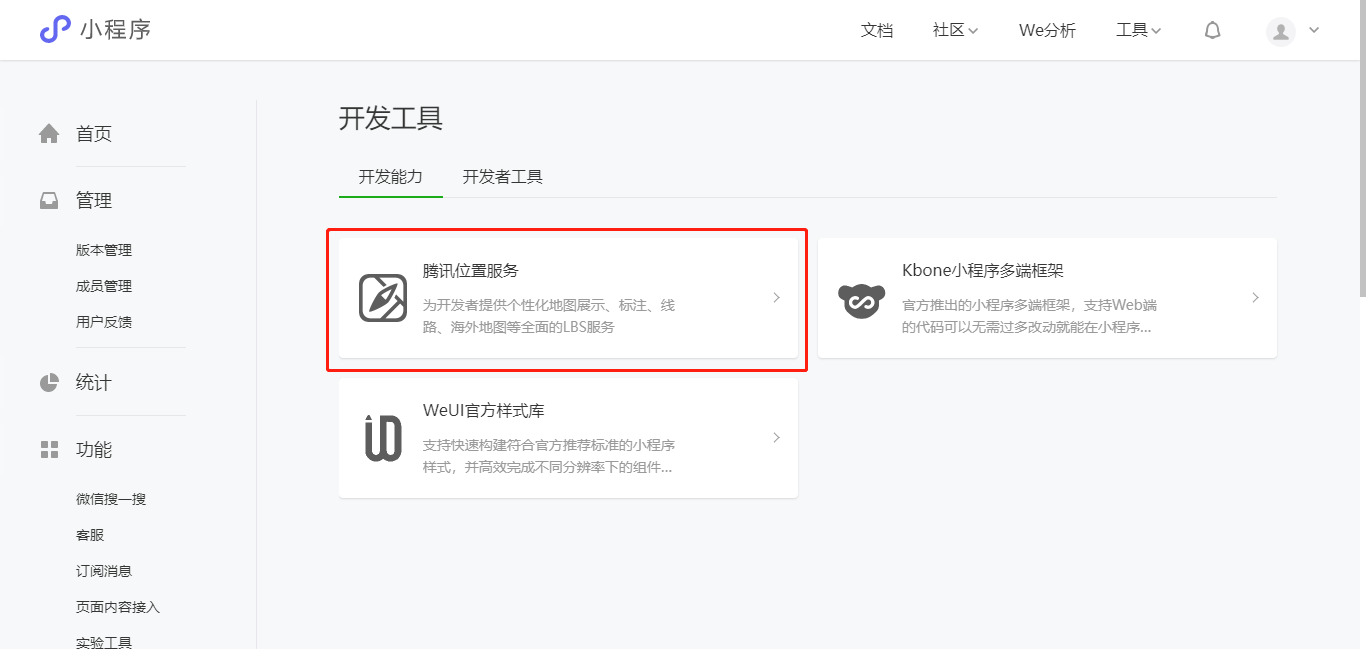 小程序
文档
社区
We分析
工具
首页
管理
版本管理
成员管理
用户反馈
统计
功能
微信搜一搜
客服
订阅消息
页面内容接入
实验工具
开发工具
开发能力
开发者工具
腾讯位置服务
为开发者提供个性化地图展示、标注、线
路、海外地图等全面的LBS服务
Kbone小程序多端框架
官方推出的小程序多端框架，支持Web端
的代码可以无需过多改动就能在小程序...
WeUI官方样式库
支持快速构建符合官方推荐标准的小程序
样式，并高效完成不同分辨率下的组件...